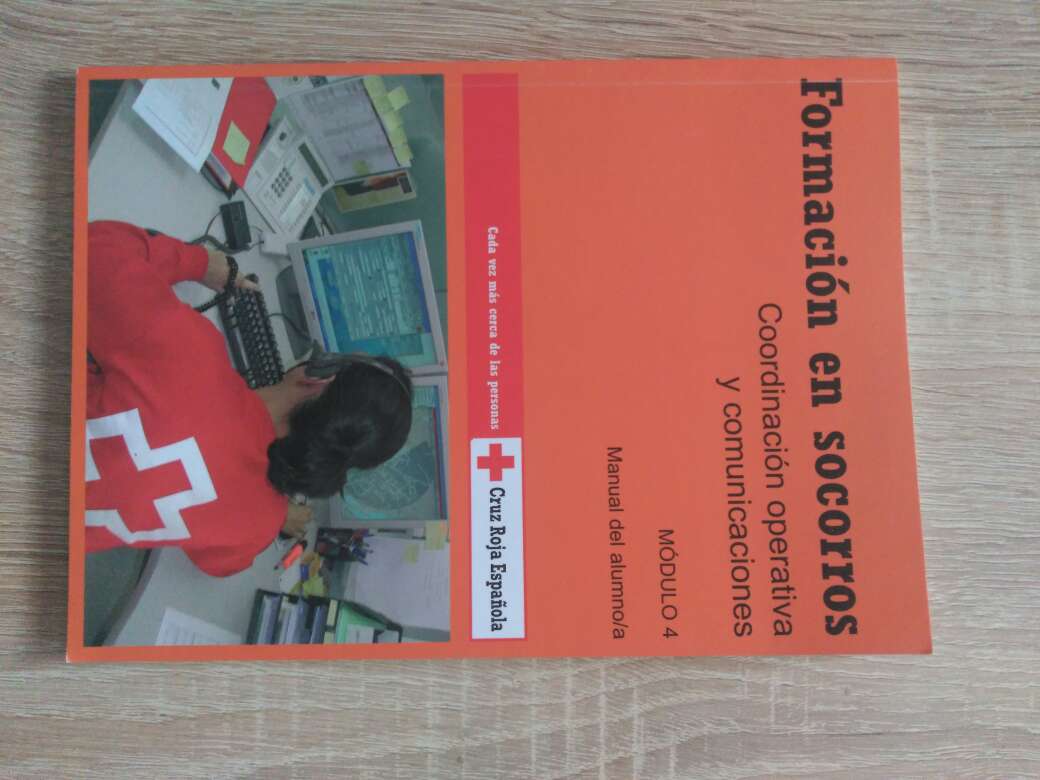 Formación en socorros
Coordinación operativa
y comunicaciones
MÓDULO 4
Manual del alumno/a
Cada vez más cerca de las personas
Cruz Roja Española